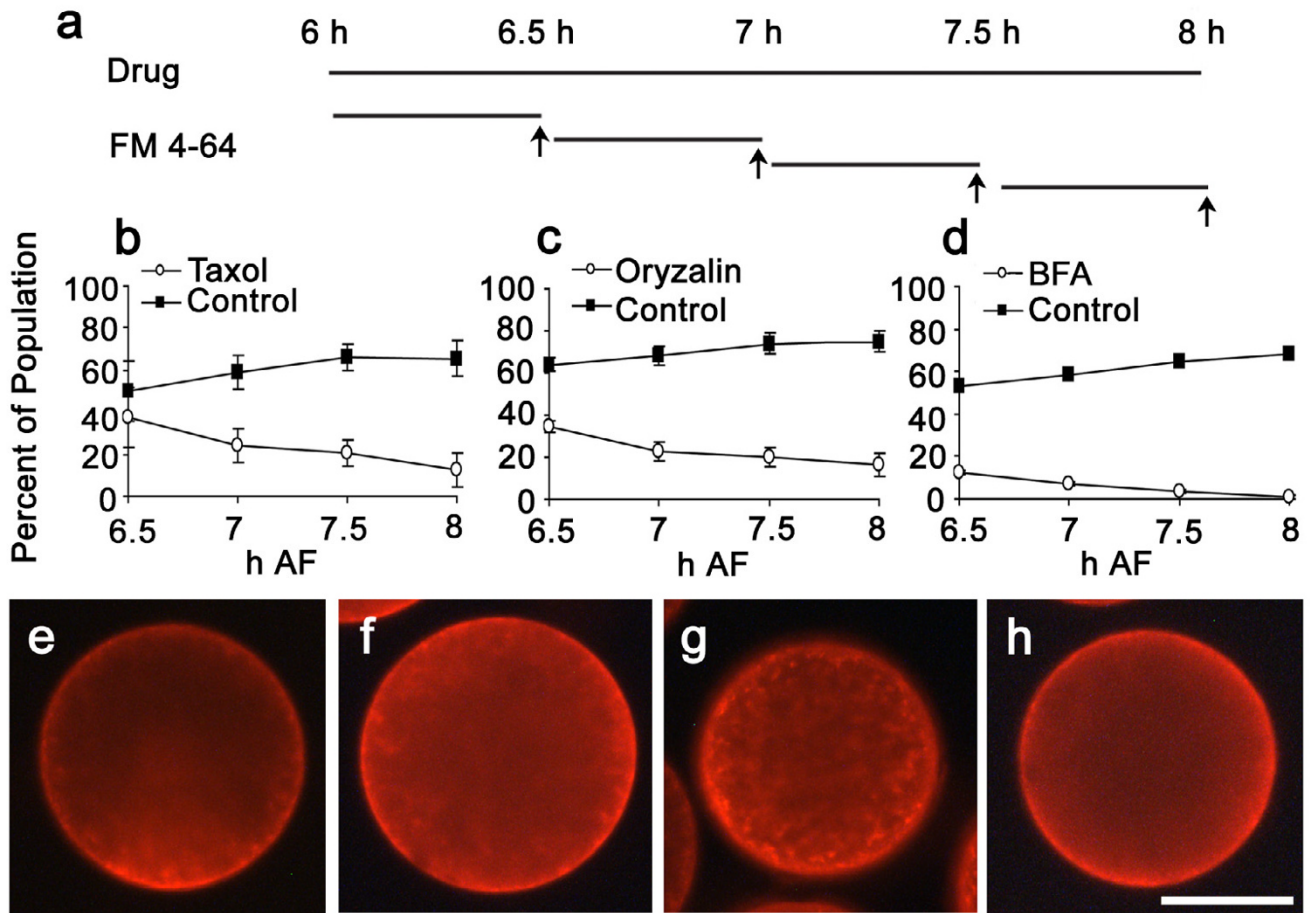 a
6 h 6.5 h 7 h 7.5 h 8 h
Drug
FM 4-64
Percent of Population
b
Taxol
Control
100
80
60
40
20
0
6.5 7 7.5 8
h AF
c
Oryzalin
Control
100
80
60
40
20
0
6.5 7 7.5 8
h AF
d
BFA
Control
100
80
60
40
20
0
6.5 7 7.5 8
h AF
e f g h